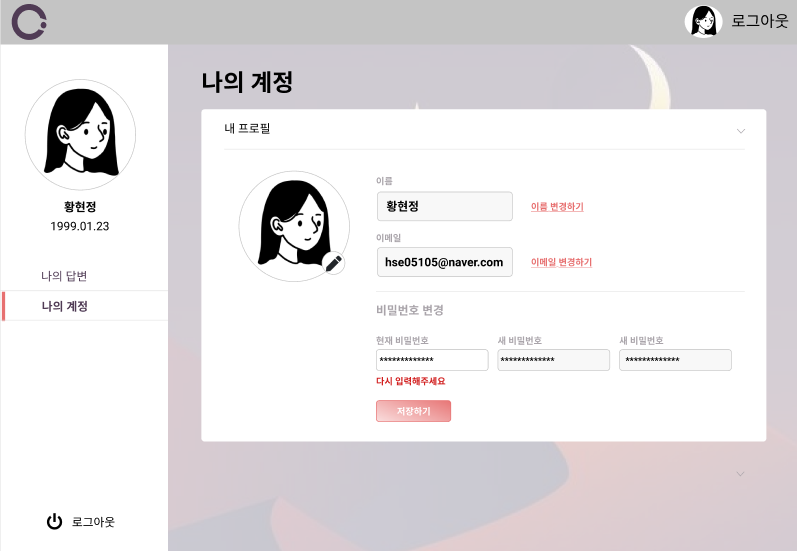 로그아웃
황현정
1999.01.23
나의 답변
나의 계정
로그아웃
나의 계정
내 프로필
이름
황현정
이름 변경하기
이메일
hse05105@naver.com
이메일 변경하기
비밀번호 변경
현재 비밀번호 새 비밀번호 새 비밀번호
************* ************* *************
다시 입력해주세요
저장하기